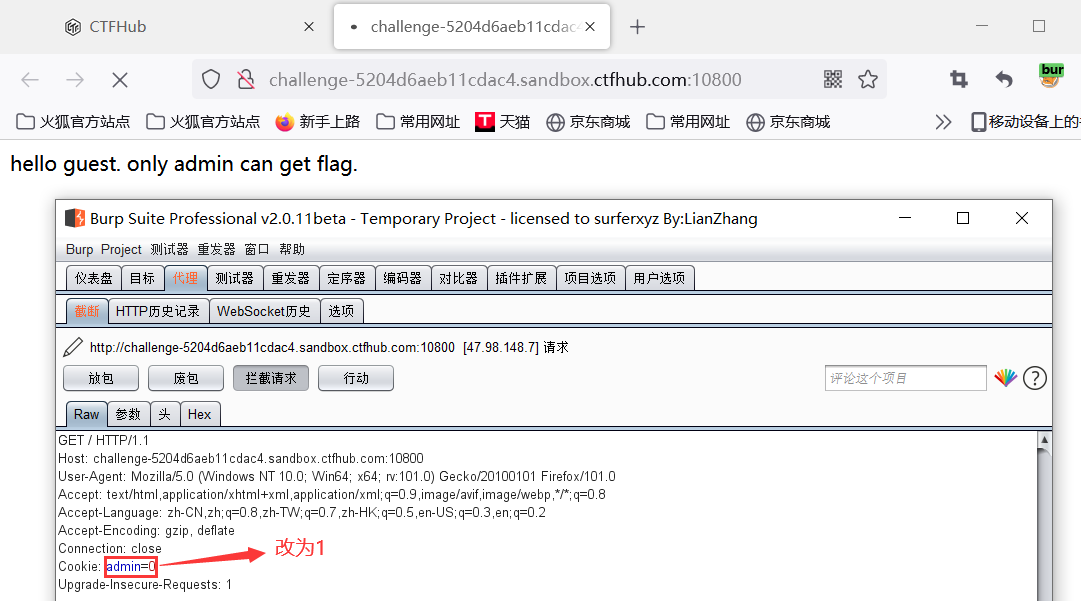 CTFHub
challenge-5204d6aeb11cdac
challenge-5204d6aeb11cdac4.sandbox.ctfhub.com:10800
bur
火狐官方站点 火狐官方站点 新手上路 常用网址 天猫 京东商城 常用网址 京东商城 移动设备上的
hello guest. only admin can get flag.
Burp Suite Professional v2.0.11beta - Temporary Project - licensed to surferxyz By:LianZhang
Burp Project 测试器 重发器 窗口 帮助
仪表盘 目标 代理 测试器 重发器 定序器 编码器 对比器 插件扩展 项目选项 用户选项
截断 HTTP历史记录 WebSocket历史 选项
http://challenge-5204d6aeb11cdac4.sandbox.ctfhub.com:10800 [47.98.148.7] 请求
放包 废包 拦截请求 行动 评论这个项目 ?
Raw 参数 头 Hex
GET / HTTP/1.1
Host: challenge-5204d6aeb11cdac4.sandbox.ctfhub.com:10800
User-Agent: Mozilla/5.0 (Windows NT 10.0; Win64; x64; rv:101.0) Gecko/20100101 Firefox/101.0
Accept: text/html,application/xhtml+xml,application/xml;q=0.9,image/avif,image/webp,*/*;q=0.8
Accept-Language: zh-CN,zh;q=0.8,zh-TW;q=0.7,zh-HK;q=0.5,en-US;q=0.3,en;q=0.2
Accept-Encoding: gzip, deflate
Connection: close
改为1
Cookie: admin=0
Upgrade-Insecure-Requests: 1